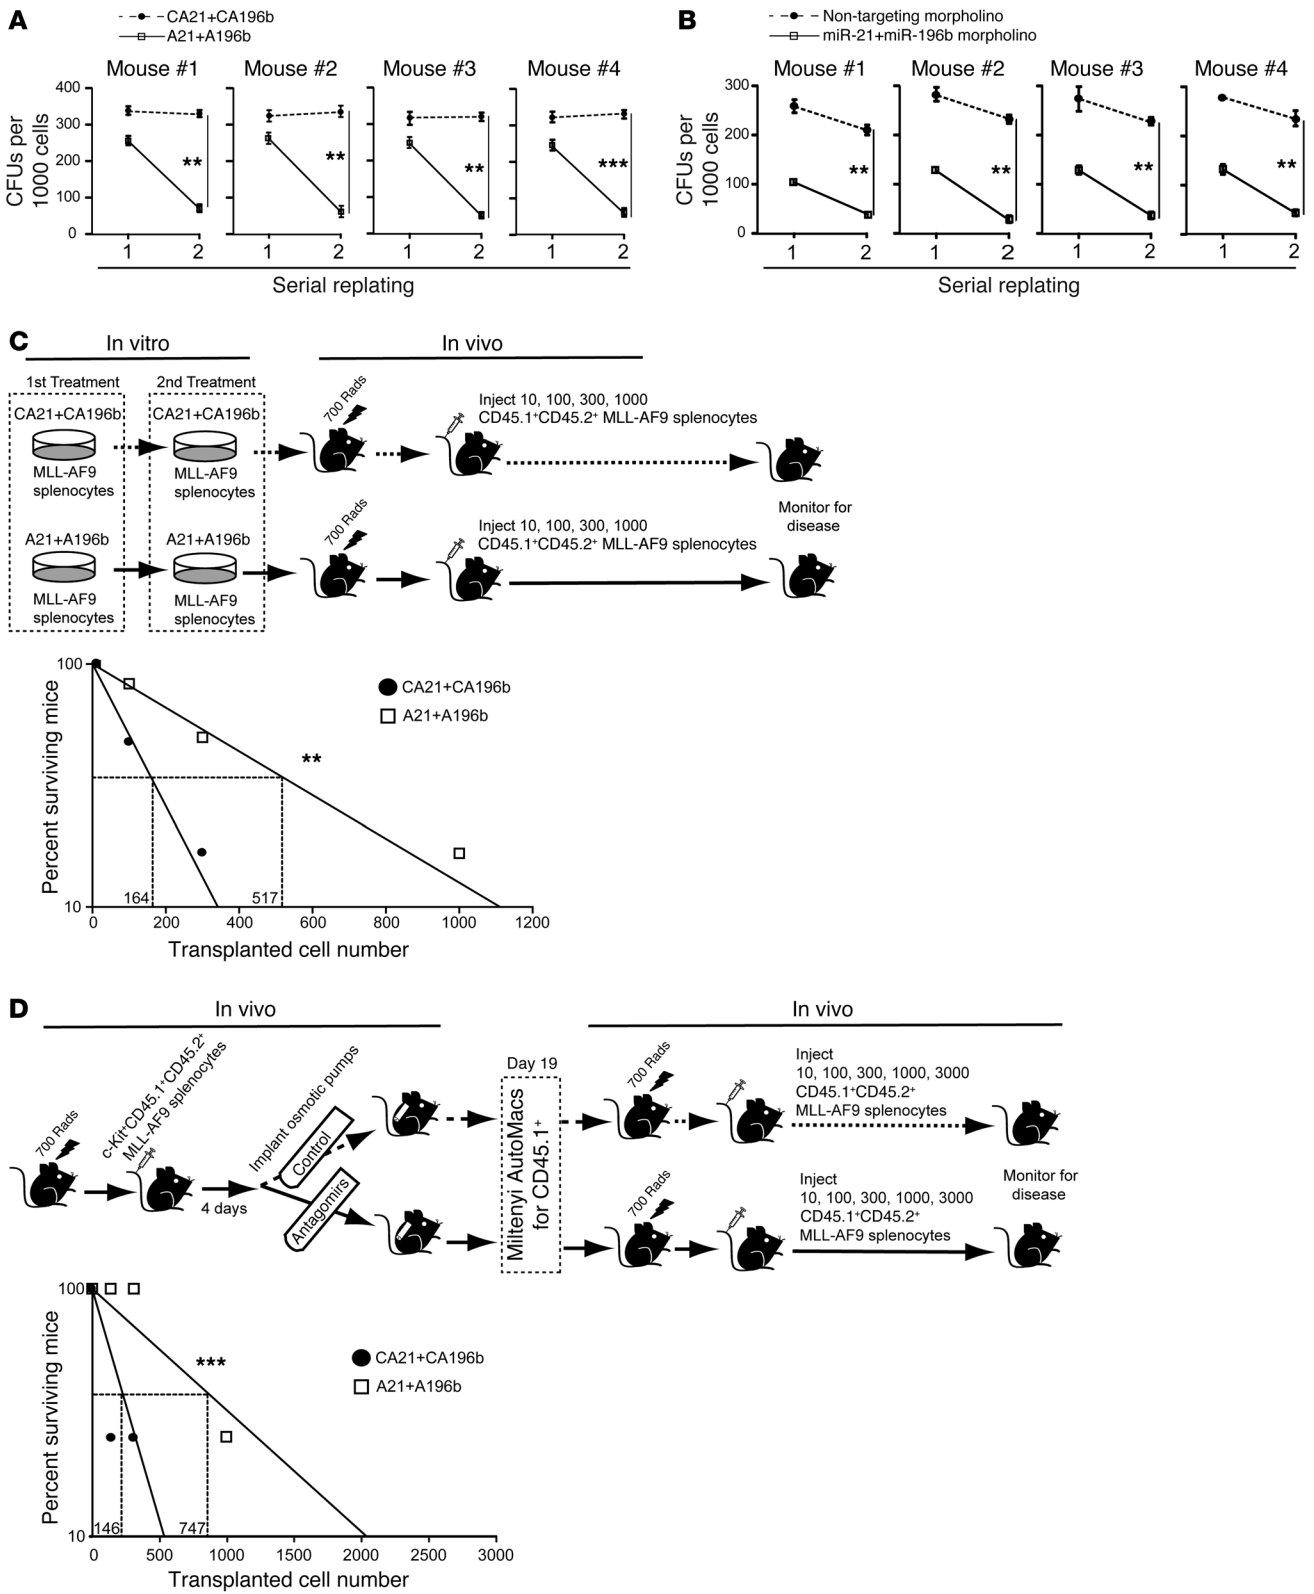 A
CA21+CA196b
A21+A196b
Mouse #1
Mouse #2
Mouse #3
Mouse #4
CFUs per
1000 cells
400
300
200
100
0
**
**
**
***
1 2 1 2 1 2 1 2
Serial replating
B
Non-targeting morpholino
miR-21+miR-196b morpholino
Mouse #1
Mouse #2
Mouse #3
Mouse #4
CFUs per
1000 cells
300
200
100
0
**
**
**
**
1 2 1 2 1 2 1 2
Serial replating
C
In vitro
In vivo
1st Treatment
2nd Treatment
CA21+CA196b
CA21+CA196b
MLL-AF9
splenocytes
MLL-AF9
splenocytes
700 Rads
Inject 10, 100, 300, 1000
CD45.1⁺CD45.2⁺ MLL-AF9 splenocytes
A21+A196b
A21+A196b
MLL-AF9
splenocytes
MLL-AF9
splenocytes
700 Rads
Inject 10, 100, 300, 1000
CD45.1⁺CD45.2⁺ MLL-AF9 splenocytes
Monitor for
disease
Percent surviving mice
100
10
CA21+CA196b
A21+A196b
**
164
517
0 200 400 600 800 1000 1200
Transplanted cell number
D
In vivo
In vivo
700 Rads
c-Kit⁺CD45.1⁺CD45.2⁺
MLL-AF9 splenocytes
4 days
Implant osmotic pumps
Control
Antagomirs
Day 19
Miltenyi AutoMacs
for CD45.1⁺
700 Rads
Inject
10, 100, 300, 1000, 3000
CD45.1⁺CD45.2⁺
MLL-AF9 splenocytes
700 Rads
Inject
10, 100, 300, 1000, 3000
CD45.1⁺CD45.2⁺
MLL-AF9 splenocytes
Monitor for
disease
Percent surviving mice
100
10
***
CA21+CA196b
A21+A196b
146
747
0 500 1000 1500 2000 2500 3000
Transplanted cell number